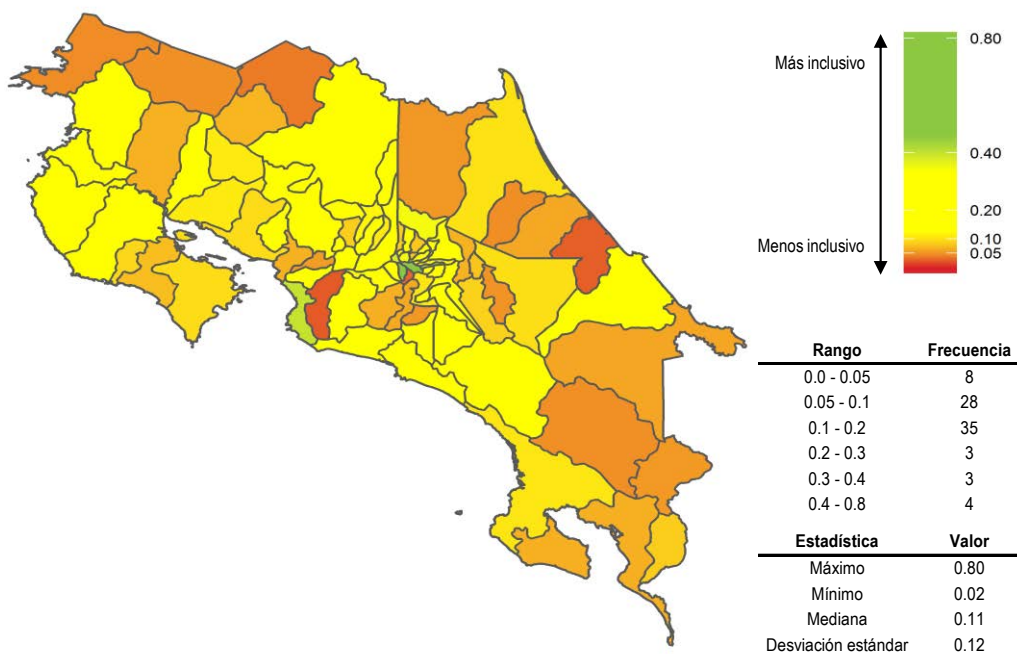 Más inclusivo
Menos inclusivo
0.80
0.40
0.20
0.10
0.05
Rango Frecuencia
0.0 - 0.05 8
0.05 - 0.1 28
0.1 - 0.2 35
0.2 - 0.3 3
0.3 - 0.4 3
0.4 - 0.8 4
Estadística Valor
Máximo 0.80
Mínimo 0.02
Mediana 0.11
Desviación estándar 0.12